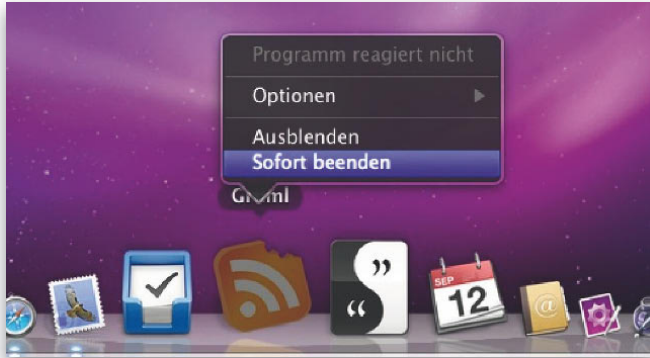 Programm reagiert nicht
Optionen
Ausblenden
Sofort beenden
SEP
12